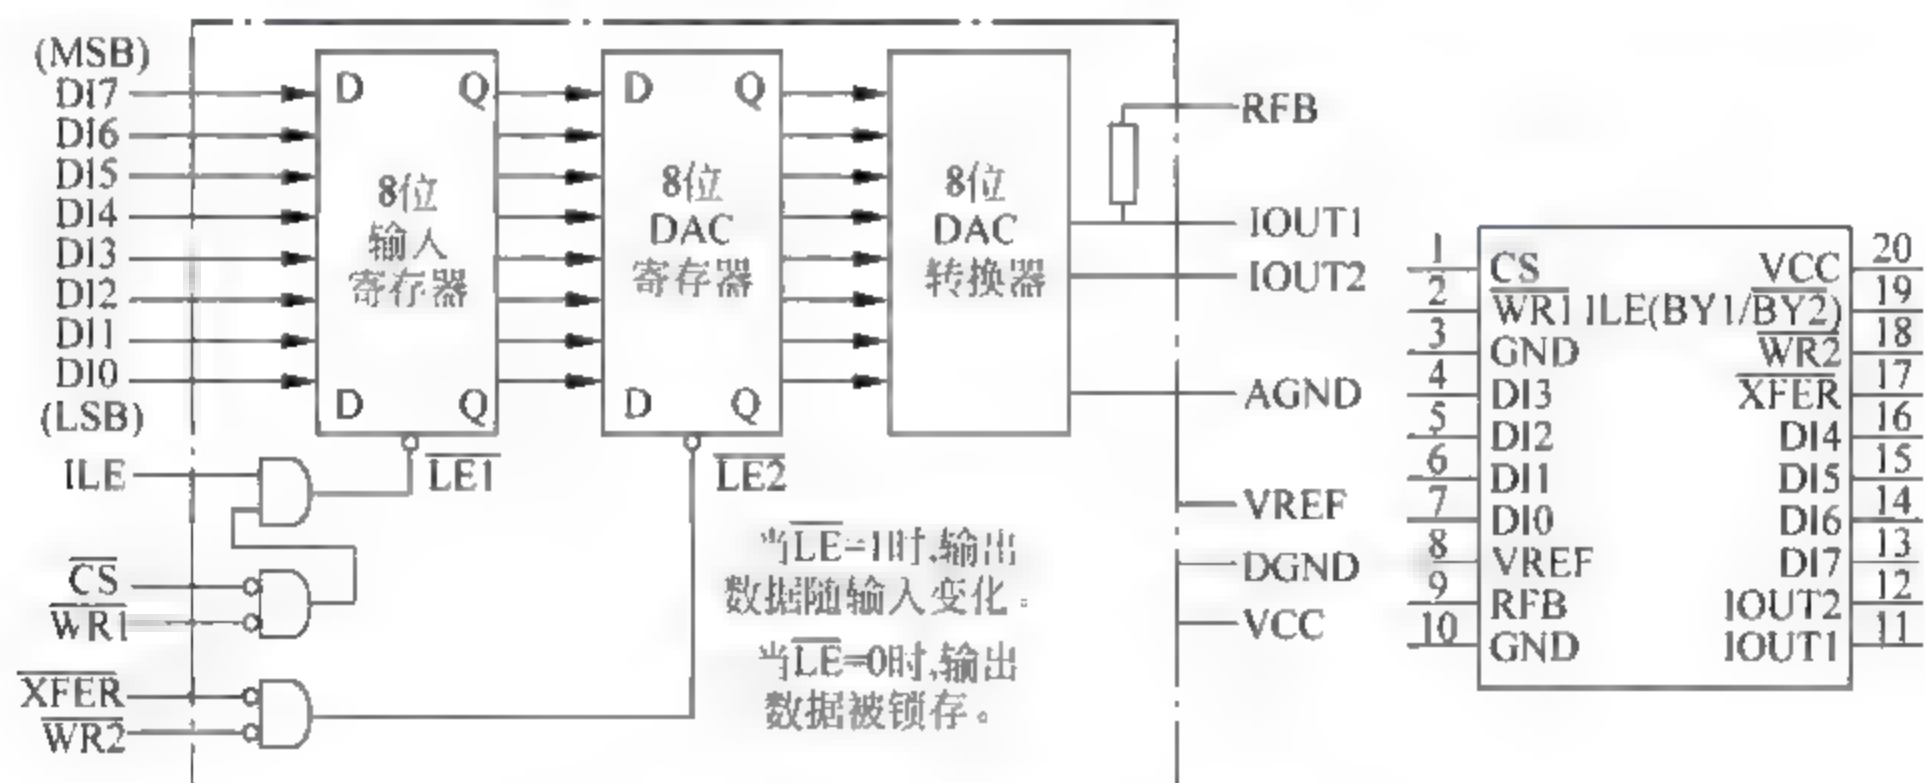 (MSB)
DI7
DI6
DI5
DI4
DI3
DI2
DI1
DI0
(LSB)
ILE
CS
WR1
XFER
WR2
D Q
8位
输入
寄存器
D Q
LE1
D Q
8位
DAC
寄存器
D Q
LE2
8位
DAC
转换器
当LE=1时,输出
数据随输入变化。
当LE=0时,输出
数据被锁存。
RFB
IOUT1
IOUT2
AGND
VREF
DGND
VCC
1 CS VCC 20
2 WR1 ILE(BY1/BY2) 19
3 GND WR2 18
4 DI3 XFER 17
5 DI2 DI4 16
6 DI1 DI5 15
7 DI0 DI6 14
8 VREF DI7 13
9 RFB IOUT2 12
10 GND IOUT1 11